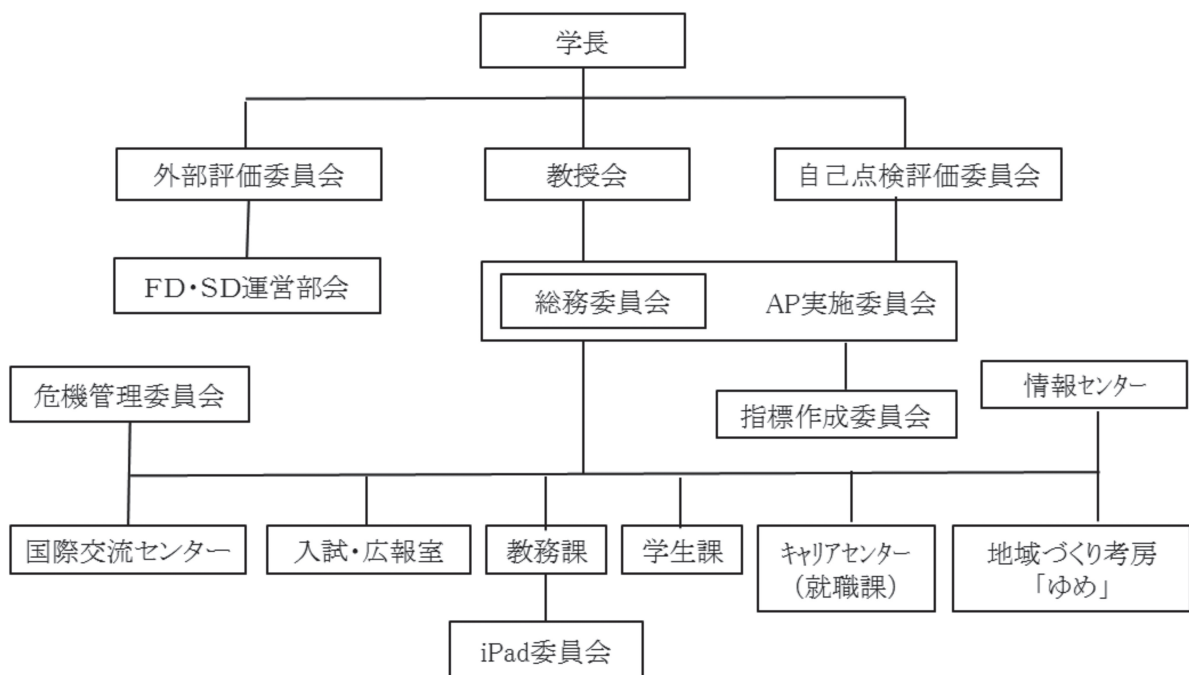 学長
外部評価委員会
教授会
自己点検評価委員会
FD・SD運営部会
総務委員会
AP実施委員会
危機管理委員会
情報センター
指標作成委員会
国際交流センター
入試・広報室
教務課
学生課
キャリアセンター
(就職課)
地域づくり考房
「ゆめ」
iPad委員会